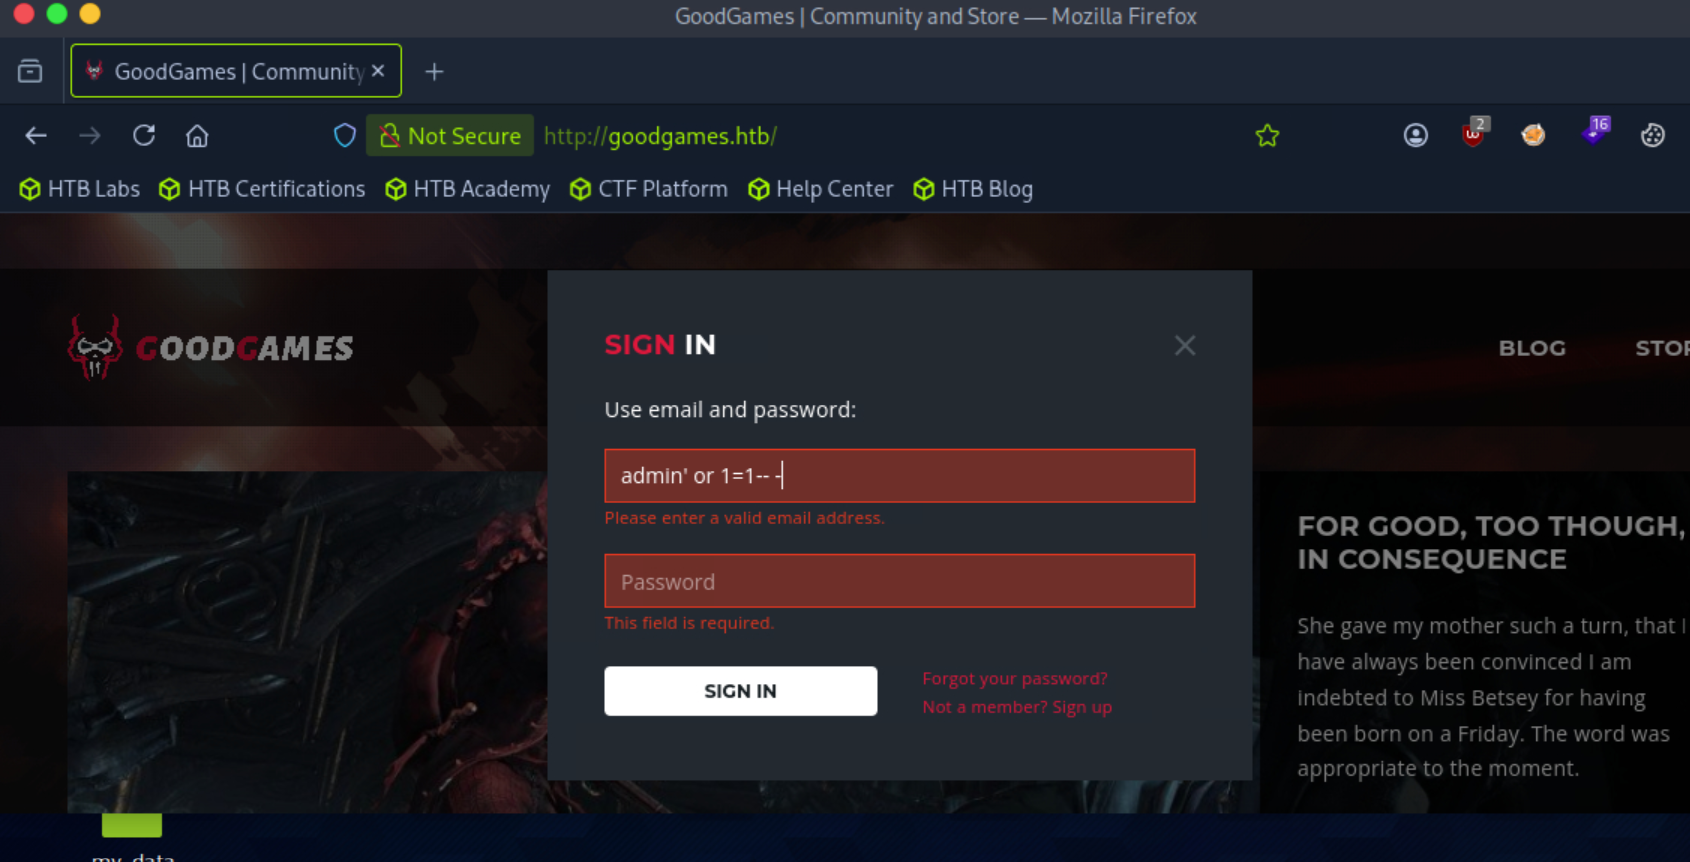 GoodGames | Community and Store — Mozilla Firefox
GoodGames | Community
Not Secure http://goodgames.htb/
2
16
HTB Labs HTB Certifications HTB Academy CTF Platform Help Center HTB Blog
GOODGAMES
BLOG
SIGN IN
Use email and password:
admin' or 1=1-- -
Please enter a valid email address.
Password
This field is required.
SIGN IN
Forgot your password?
Not a member? Sign up
FOR GOOD, TOO THOUGH,
IN CONSEQUENCE
She gave my mother such a turn, that I
have always been convinced I am
indebted to Miss Betsey for having
been born on a Friday. The word was
appropriate to the moment.